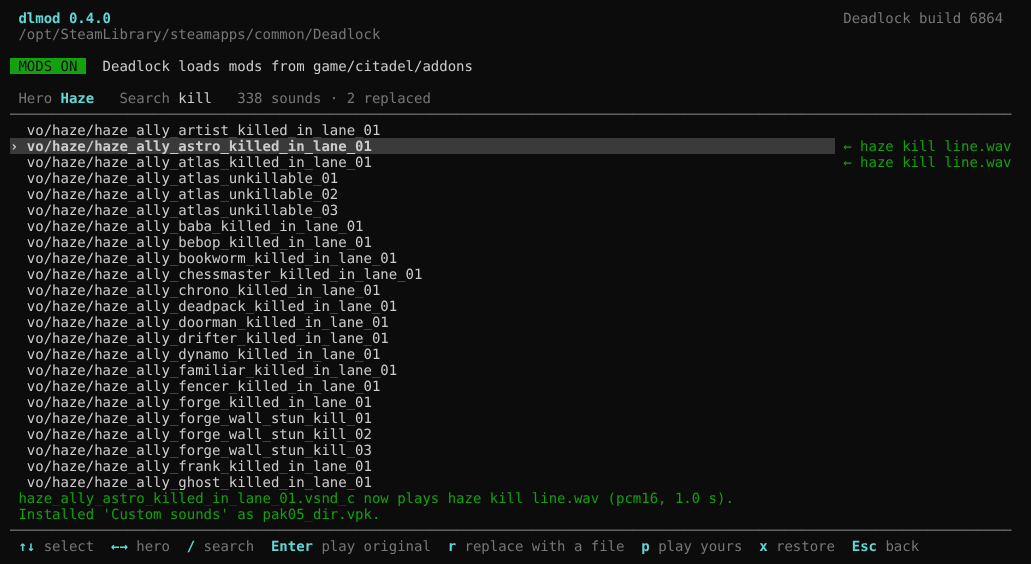 dlmod 0.4.0 Deadlock build 6864
/opt/SteamLibrary/steamapps/common/Deadlock
MODS ON Deadlock loads mods from game/citadel/addons
Hero Haze Search kill 338 sounds · 2 replaced
vo/haze/haze_ally_artist_killed_in_lane_01
› vo/haze/haze_ally_astro_killed_in_lane_01 ← haze kill line.wav
vo/haze/haze_ally_atlas_killed_in_lane_01 ← haze kill line.wav
vo/haze/haze_ally_atlas_unkillable_01
vo/haze/haze_ally_atlas_unkillable_02
vo/haze/haze_ally_atlas_unkillable_03
vo/haze/haze_ally_baba_killed_in_lane_01
vo/haze/haze_ally_bebop_killed_in_lane_01
vo/haze/haze_ally_bookworm_killed_in_lane_01
vo/haze/haze_ally_chessmaster_killed_in_lane_01
vo/haze/haze_ally_chrono_killed_in_lane_01
vo/haze/haze_ally_deadpack_killed_in_lane_01
vo/haze/haze_ally_doorman_killed_in_lane_01
vo/haze/haze_ally_drifter_killed_in_lane_01
vo/haze/haze_ally_dynamo_killed_in_lane_01
vo/haze/haze_ally_familiar_killed_in_lane_01
vo/haze/haze_ally_fencer_killed_in_lane_01
vo/haze/haze_ally_forge_killed_in_lane_01
vo/haze/haze_ally_forge_wall_stun_kill_01
vo/haze/haze_ally_forge_wall_stun_kill_02
vo/haze/haze_ally_forge_wall_stun_kill_03
vo/haze/haze_ally_frank_killed_in_lane_01
vo/haze/haze_ally_ghost_killed_in_lane_01
haze_ally_astro_killed_in_lane_01.vsnd_c now plays haze kill line.wav (pcm16, 1.0 s).
Installed 'Custom sounds' as pak05_dir.vpk.
↑↓ select ←→ hero / search Enter play original r replace with a file p play yours x restore Esc back